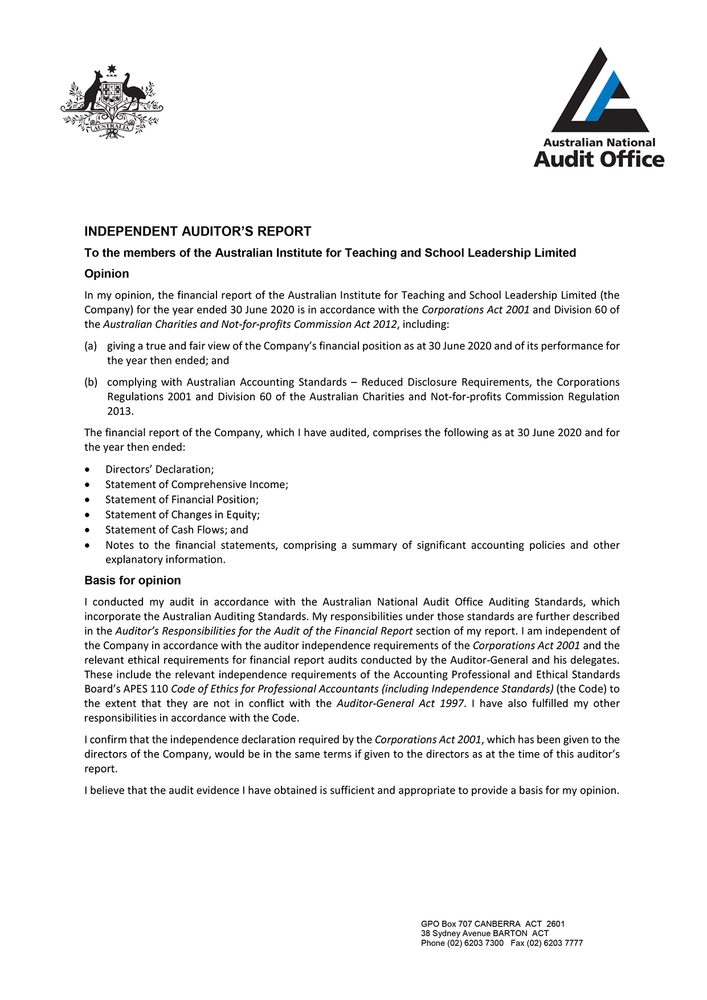 AUSTRALIA
Australian National
Audit Office
INDEPENDENT AUDITOR’S REPORT
To the members of the Australian Institute for Teaching and School Leadership Limited
Opinion
In my opinion, the financial report of the Australian Institute for Teaching and School Leadership Limited (the
Company) for the year ended 30 June 2020 is in accordance with the Corporations Act 2001 and Division 60 of
the Australian Charities and Not-for-profits Commission Act 2012, including:
(a) giving a true and fair view of the Company’s financial position as at 30 June 2020 and of its performance for
the year then ended; and
(b) complying with Australian Accounting Standards – Reduced Disclosure Requirements, the Corporations
Regulations 2001 and Division 60 of the Australian Charities and Not-for-profits Commission Regulation
2013.
The financial report of the Company, which I have audited, comprises the following as at 30 June 2020 and for
the year then ended:
• Directors’ Declaration;
• Statement of Comprehensive Income;
• Statement of Financial Position;
• Statement of Changes in Equity;
• Statement of Cash Flows; and
• Notes to the financial statements, comprising a summary of significant accounting policies and other
explanatory information.
Basis for opinion
I conducted my audit in accordance with the Australian National Audit Office Auditing Standards, which
incorporate the Australian Auditing Standards. My responsibilities under those standards are further described
in the Auditor’s Responsibilities for the Audit of the Financial Report section of my report. I am independent of
the Company in accordance with the auditor independence requirements of the Corporations Act 2001 and the
relevant ethical requirements for financial report audits conducted by the Auditor-General and his delegates.
These include the relevant independence requirements of the Accounting Professional and Ethical Standards
Board’s APES 110 Code of Ethics for Professional Accountants (including Independence Standards) (the Code) to
the extent that they are not in conflict with the Auditor-General Act 1997. I have also fulfilled my other
responsibilities in accordance with the Code.
I confirm that the independence declaration required by the Corporations Act 2001, which has been given to the
directors of the Company, would be in the same terms if given to the directors as at the time of this auditor’s
report.
I believe that the audit evidence I have obtained is sufficient and appropriate to provide a basis for my opinion.
GPO Box 707 CANBERRA ACT 2601
38 Sydney Avenue BARTON ACT
Phone (02) 6203 7300 Fax (02) 6203 7777